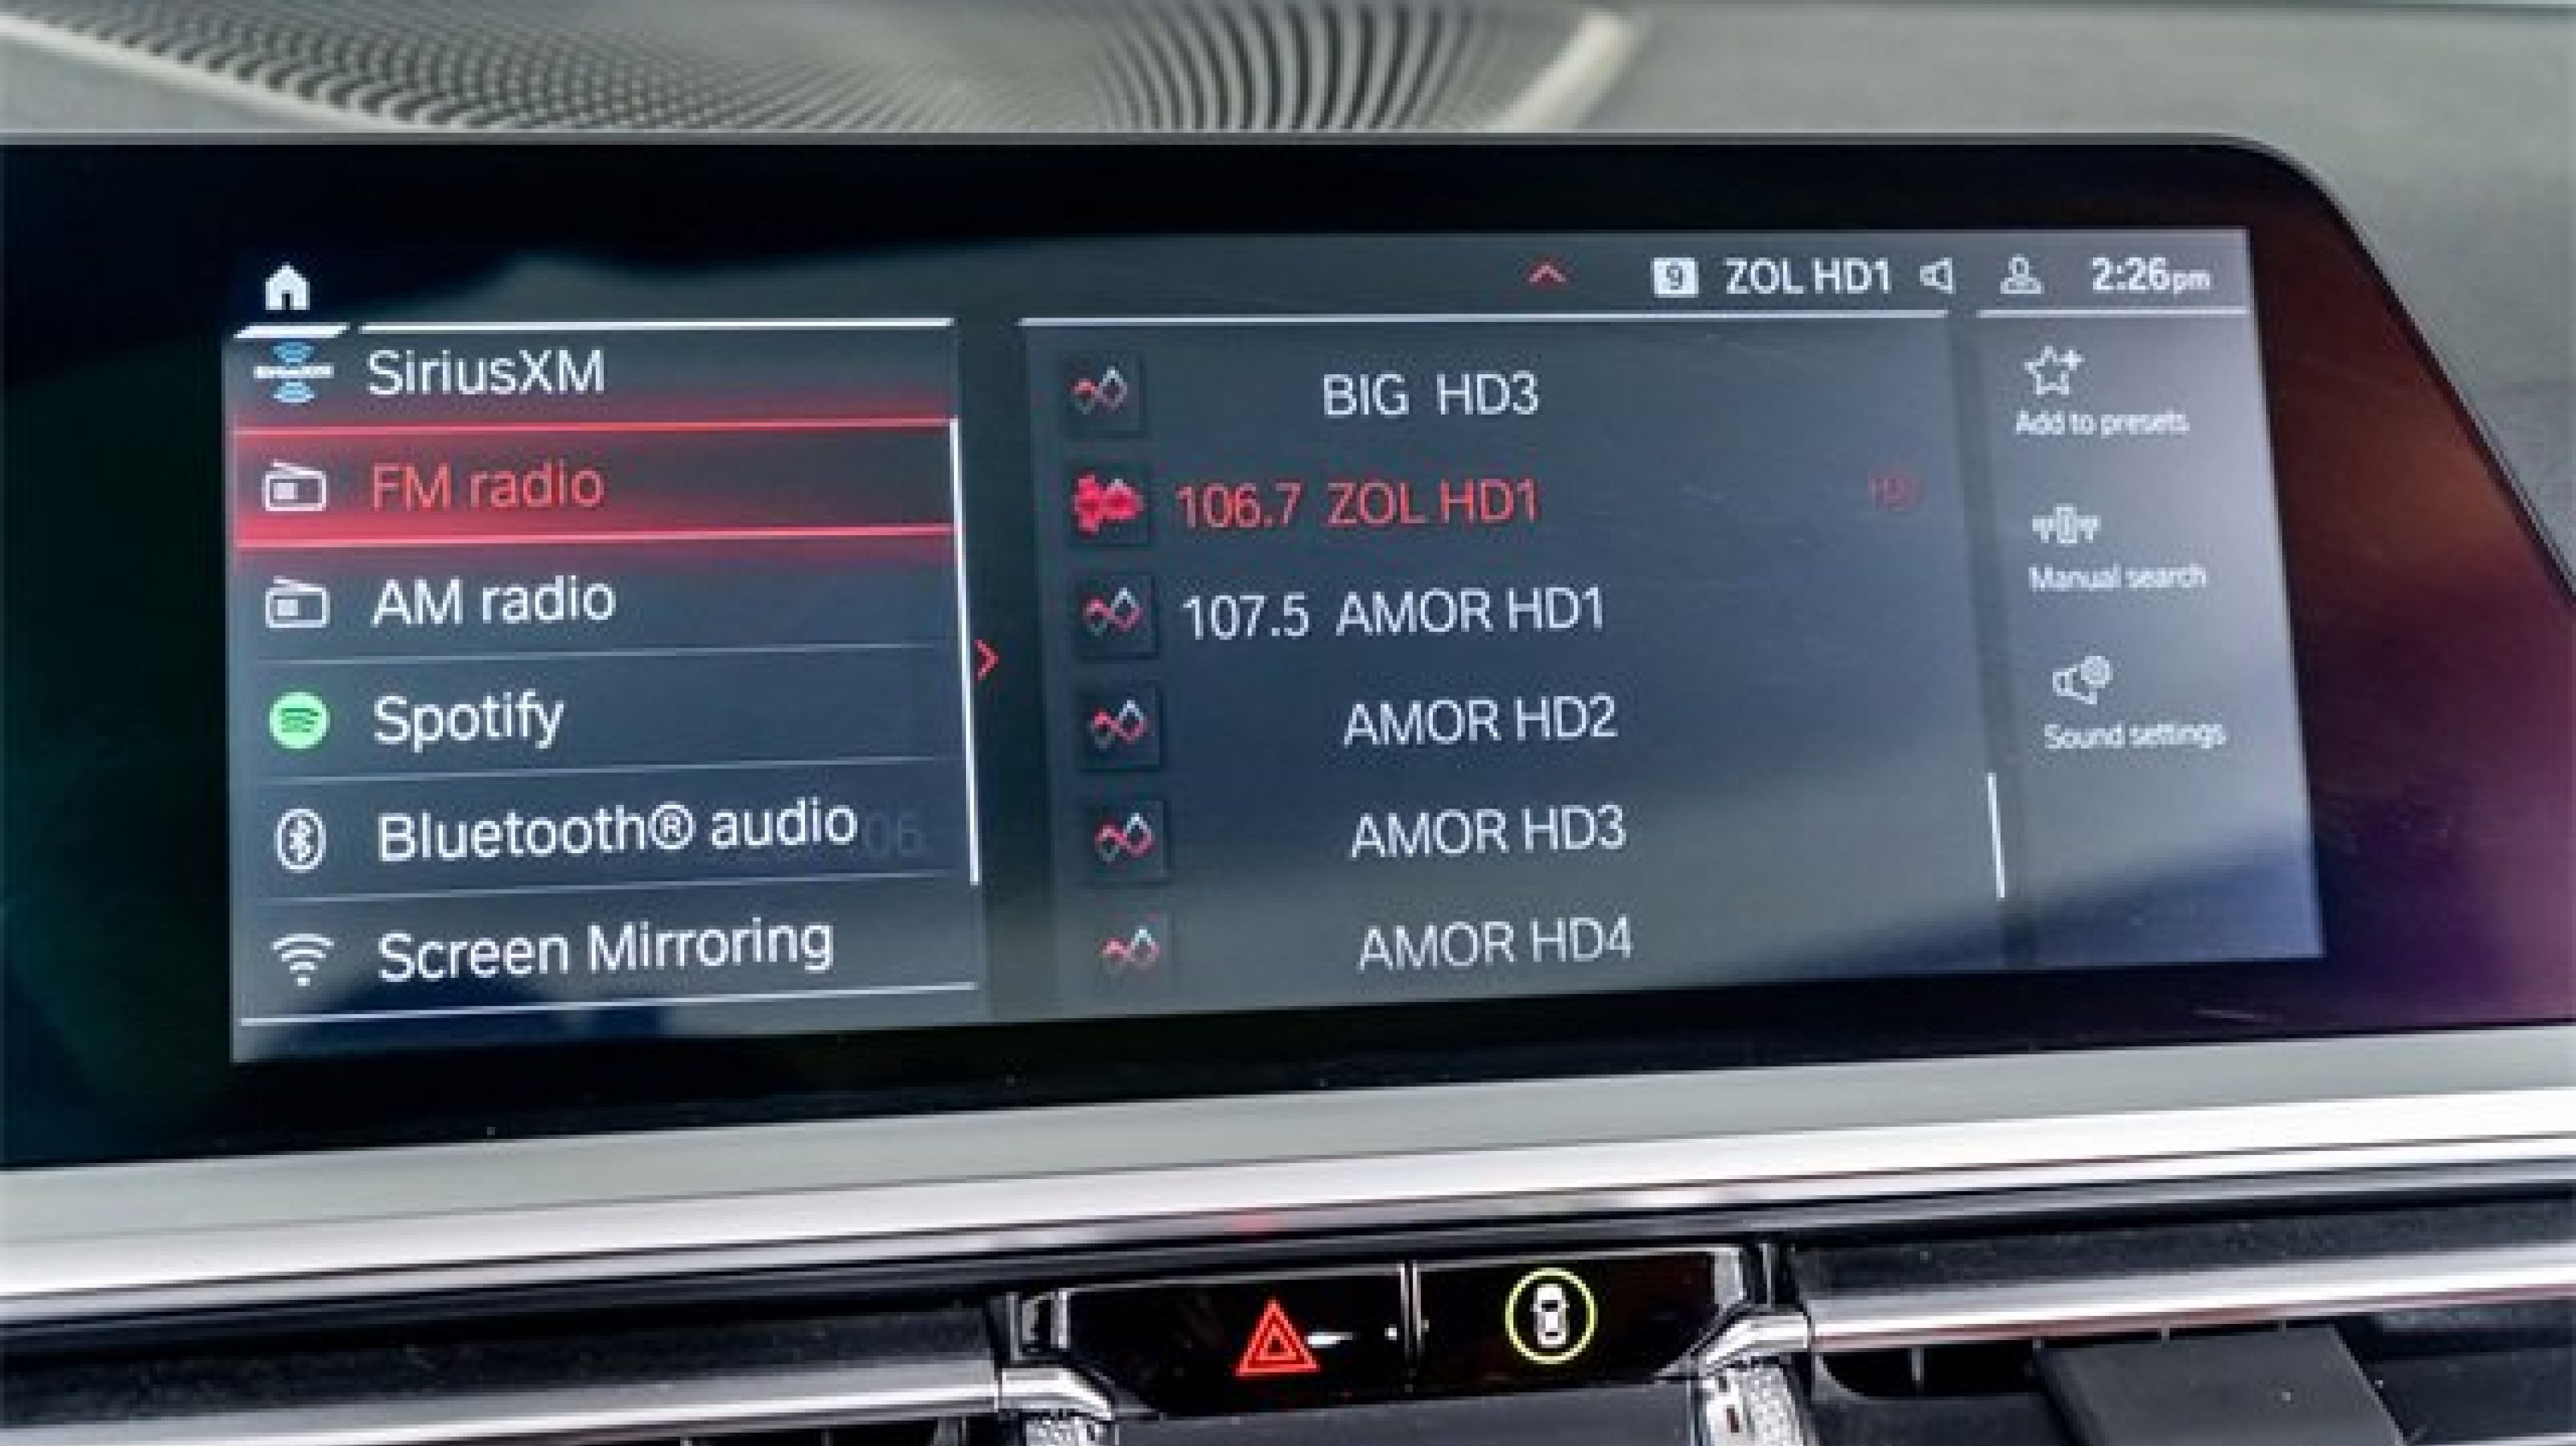 9 ZOL HD1 2:26pm
SiriusXM
FM radio
AM radio
Spotify
Bluetooth® audio
Screen Mirroring
BIG HD3
106.7 ZOL HD1
107.5 AMOR HD1
AMOR HD2
AMOR HD3
AMOR HD4
Add to presets
Manual search
Sound settings